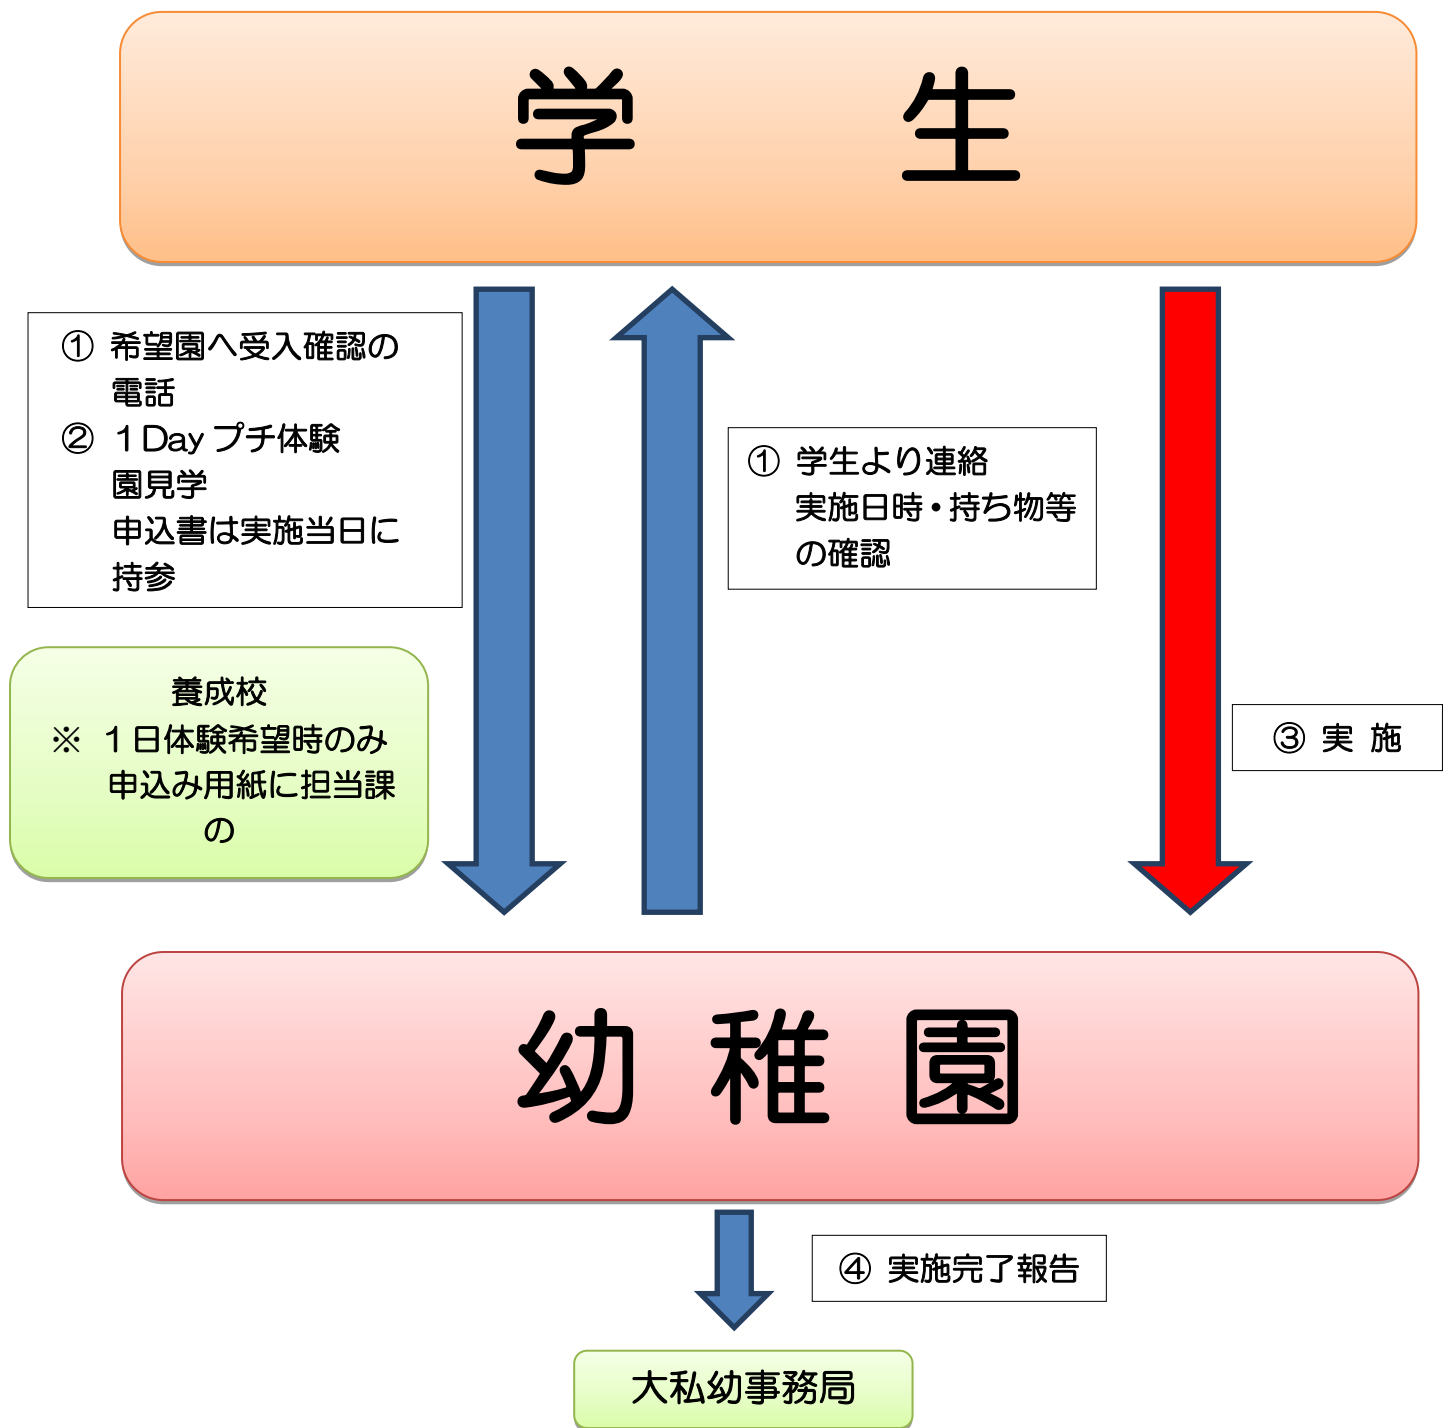 学 生
① 希望園へ受入確認の
電話
② 1Day プチ体験
園見学
申込書は実施当日に
持参
① 学生より連絡
実施日時・持ち物等
の確認
養成校
※ 1日体験希望時のみ
申込み用紙に担当課
の
③ 実 施
幼 稚 園
④ 実施完了報告
大私幼事務局